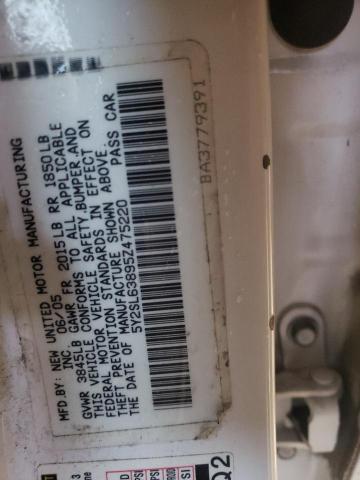 MFD.BY: NEW UNITED MOTOR MANUFACTURING
INC 06/05
GVWR 3845LB GAWR FR 2015LB RR 1850LB
VEHICLE CONFORMS TO ALL APPLICABLE
THIS MOTOR VEHICLE SAFETY,BUMPER,AND
FEDERAL STANDARDS IN EFFECT ON
THEFT PREVENTION
THE DATE OF MANUFACTURE SHOWN ABOVE.
5Y2SL63895Z475220 PASS CAR
BA3779391
Q2